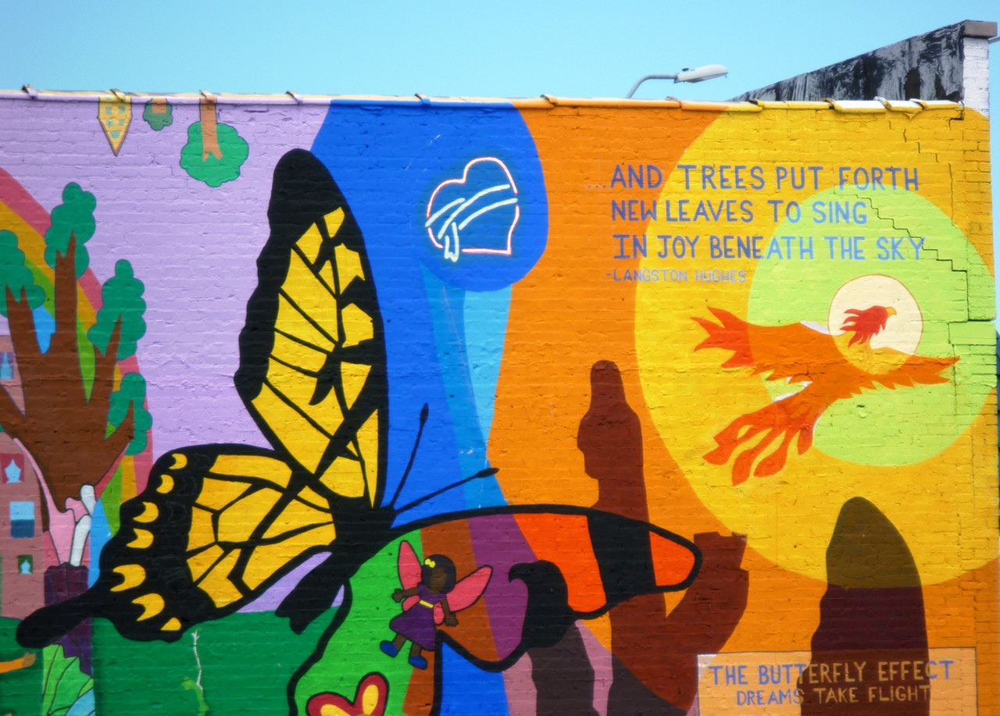 ...AND TREES PUT FORTH
NEW LEAVES TO SING
IN JOY BENEATH THE SKY
-LANGSTON HUGHES
THE BUTTERFLY EFFECT
DREAMS TAKE FLIGHT